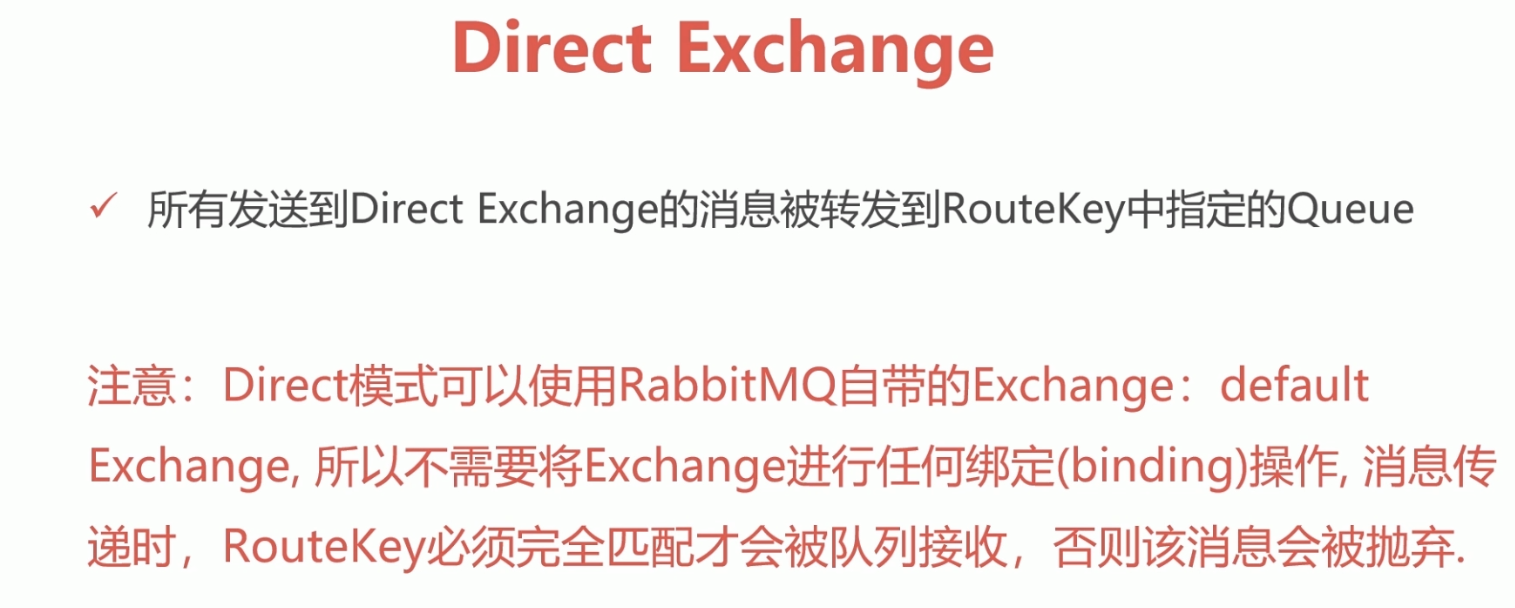 Direct Exchange
✓ 所有发送到Direct Exchange的消息被转发到RouteKey中指定的Queue
注意：Direct模式可以使用RabbitMQ自带的Exchange：default
Exchange, 所以不需要将Exchange进行任何绑定(binding)操作, 消息传
递时，RouteKey必须完全匹配才会被队列接收，否则该消息会被抛弃.